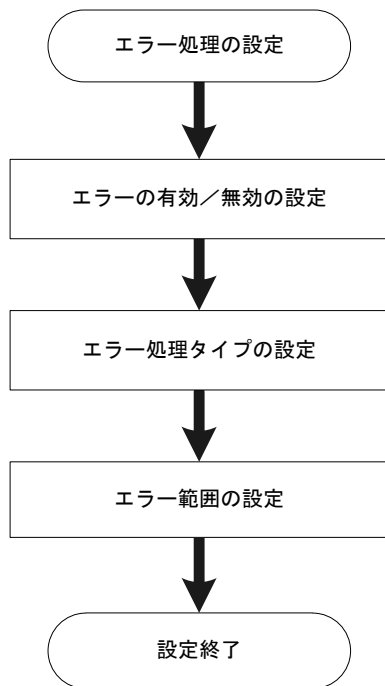 エラー処理の設定
エラーの有効／無効の設定
エラー処理タイプの設定
エラー範囲の設定
設定終了